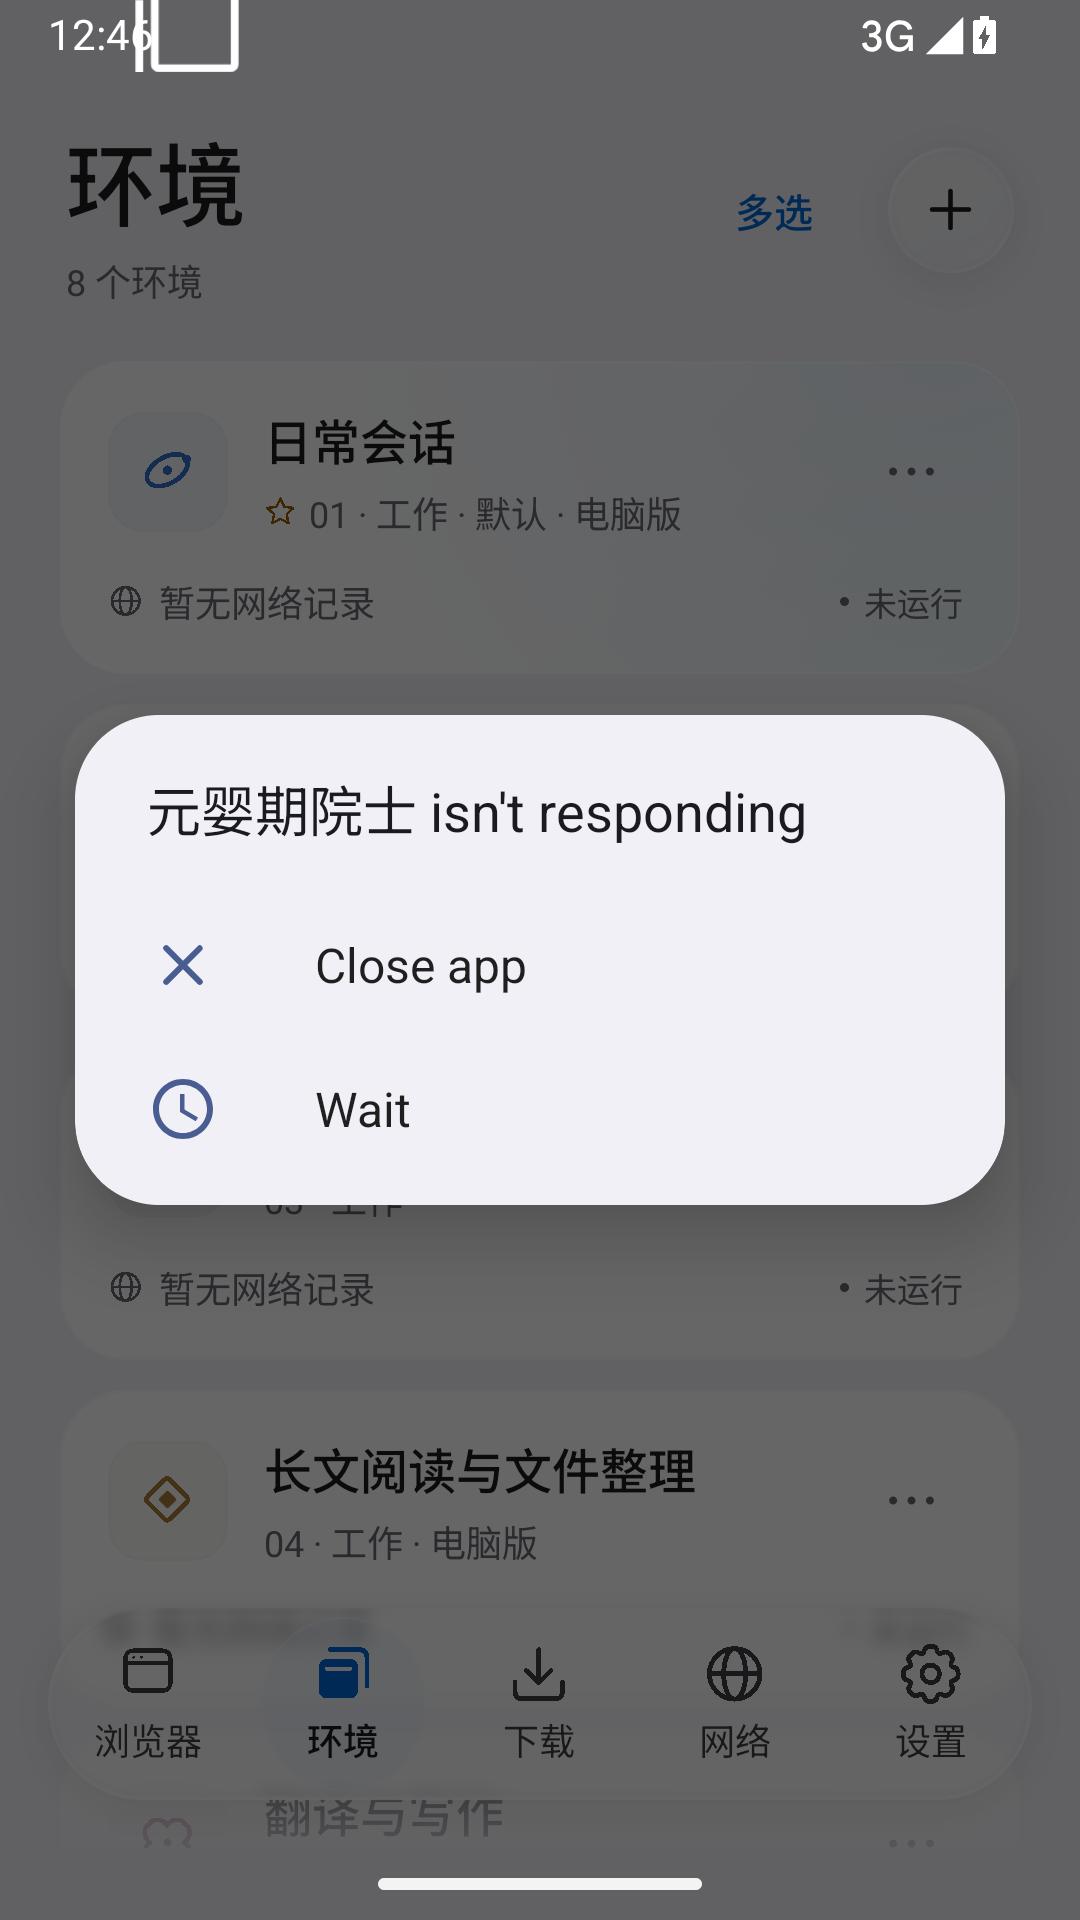 12:46
3G
环境
多选
8 个环境
日常会话
01 · 工作 · 默认 · 电脑版
暂无网络记录
• 未运行
元婴期院士 isn't responding
Close app
Wait
暂无网络记录
• 未运行
长文阅读与文件整理
04 · 工作 · 电脑版
浏览器
环境
下载
网络
设置
翻译与写作